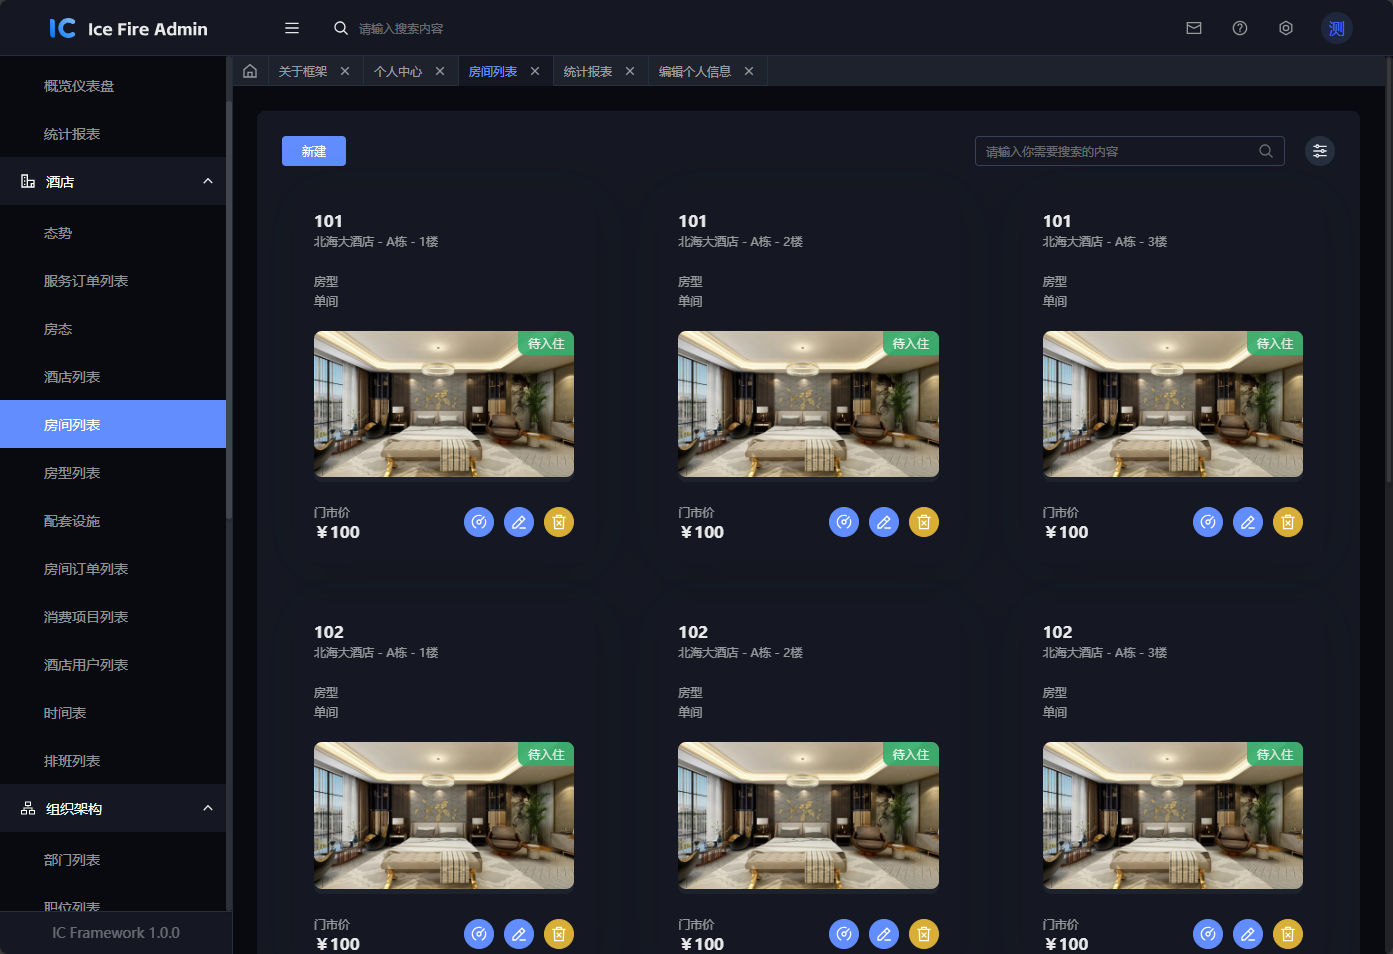 IC Ice Fire Admin
请输入搜索内容
测
概览仪表盘
统计报表
酒店
态势
服务订单列表
房态
酒店列表
房间列表
房型列表
配套设施
房间订单列表
消费项目列表
酒店用户列表
时间表
排班列表
组织架构
部门列表
职位列表
IC Framework 1.0.0
关于框架 个人中心 房间列表 统计报表 编辑个人信息
新建
请输入你需要搜索的内容
101
北海大酒店 - A栋 - 1楼
房型
单间
待入住
门市价
¥100
101
北海大酒店 - A栋 - 2楼
房型
单间
待入住
门市价
¥100
101
北海大酒店 - A栋 - 3楼
房型
单间
待入住
门市价
¥100
102
北海大酒店 - A栋 - 1楼
房型
单间
待入住
门市价
¥100
102
北海大酒店 - A栋 - 2楼
房型
单间
待入住
门市价
¥100
102
北海大酒店 - A栋 - 3楼
房型
单间
待入住
门市价
¥100